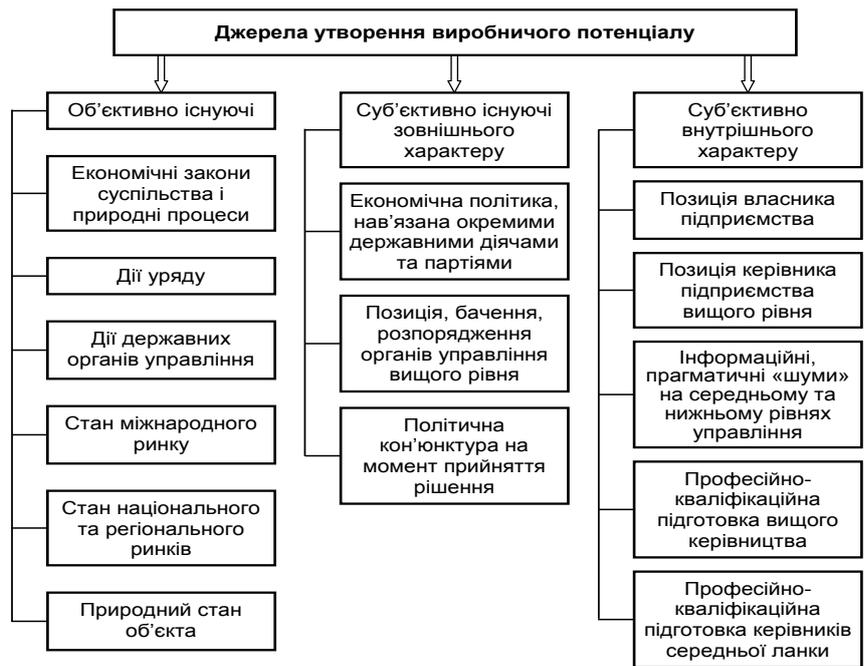 Джерела утворення виробничого потенціалу
Об’єктивно існуючі
Економічні закони
суспільства і
природні процеси
Дії уряду
Дії державних
органів управління
Стан міжнародного
ринку
Стан національного
та регіонального
ринків
Природний стан
об’єкта
Суб’єктивно існуючі
зовнішнього
характеру
Економічна політика,
нав’язана окремими
державними діячами
та партіями
Позиція, бачення,
розпорядження
органів управління
вищого рівня
Політична
кон’юнктура на
момент прийняття
рішення
Суб’єктивно
внутрішнього
характеру
Позиція власника
підприємства
Позиція керівника
підприємства
вищого рівня
Інформаційні,
прагматичні «шуми»
на середньому та
нижньому рівнях
управління
Професійно-
кваліфікаційна
підготовка вищого
керівництва
Професійно-
кваліфікаційна
підготовка керівників
середньої ланки